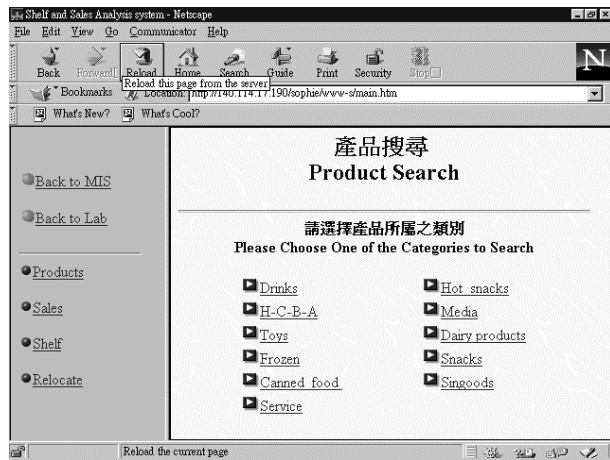 Shelf and Sales Analysis system - Netscape
File Edit View Go Communicator Help
Back Forward Reload Home Search Guide Print Security Stop
Reload this page from the server
Bookmarks Location: http://140.114.17.190/sophie/www-s/main.htm
What's New? What's Cool?
產品搜尋
Product Search
Back to MIS
Back to Lab
請選擇產品所屬之類別
Please Choose One of the Categories to Search
Products
Sales
Shelf
Relocate
Drinks Hot snacks
H-C-B-A Media
Toys Dairy products
Frozen Snacks
Canned food Singoods
Service
Reload the current page
N